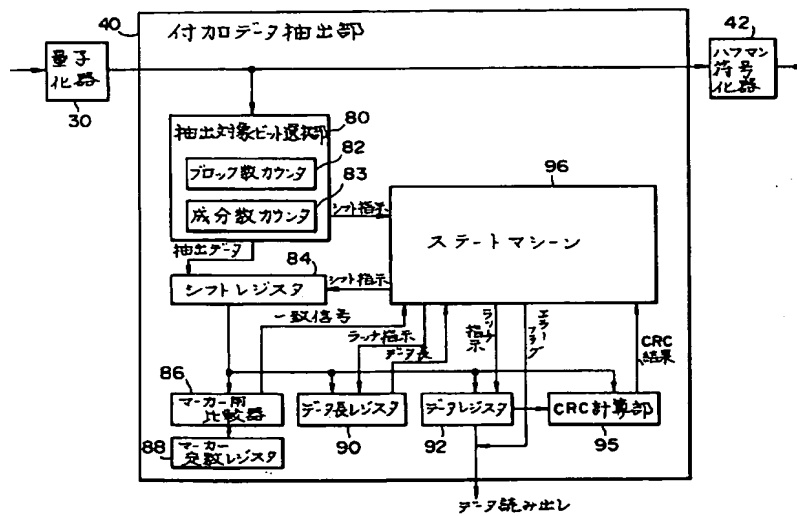 40
付加データ抽出部
42
量子
化器
30
ハフマン
符号
化器
抽出対象ビット選択部
80
82
ブロック数カウンタ
83
成分数カウンタ
シフト指示
96
ステートマシーン
抽出データ
84
シフトレジスタ
シフト指示
一致信号
ラッチ指示
データ長
ラッチ
指示
エラー
フラグ
CRC
結果
86
マーカー用
比較器
データ長レジスタ
90
データレジスタ
92
CRC計算部
95
88
マーカー
定数レジスタ
データ読み出し